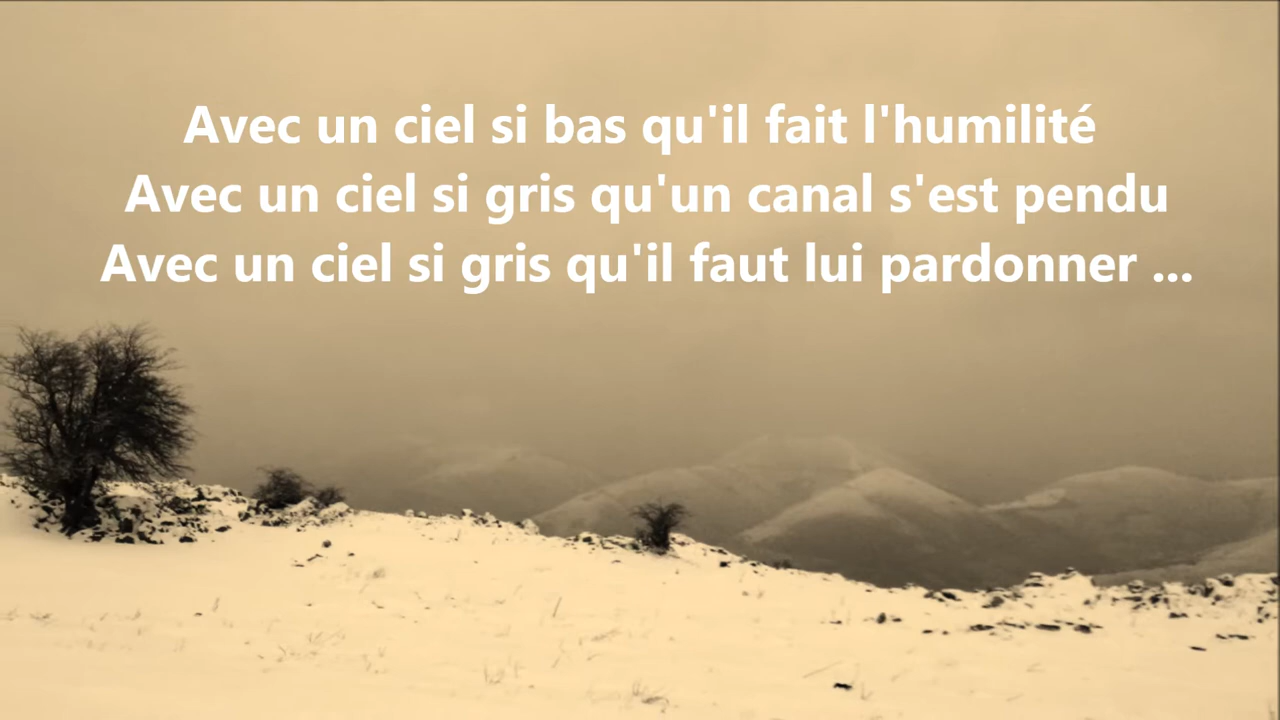 Avec un ciel si bas qu'il fait l'humilité
Avec un ciel si gris qu'un canal s'est pendu
Avec un ciel si gris qu'il faut lui pardonner ...